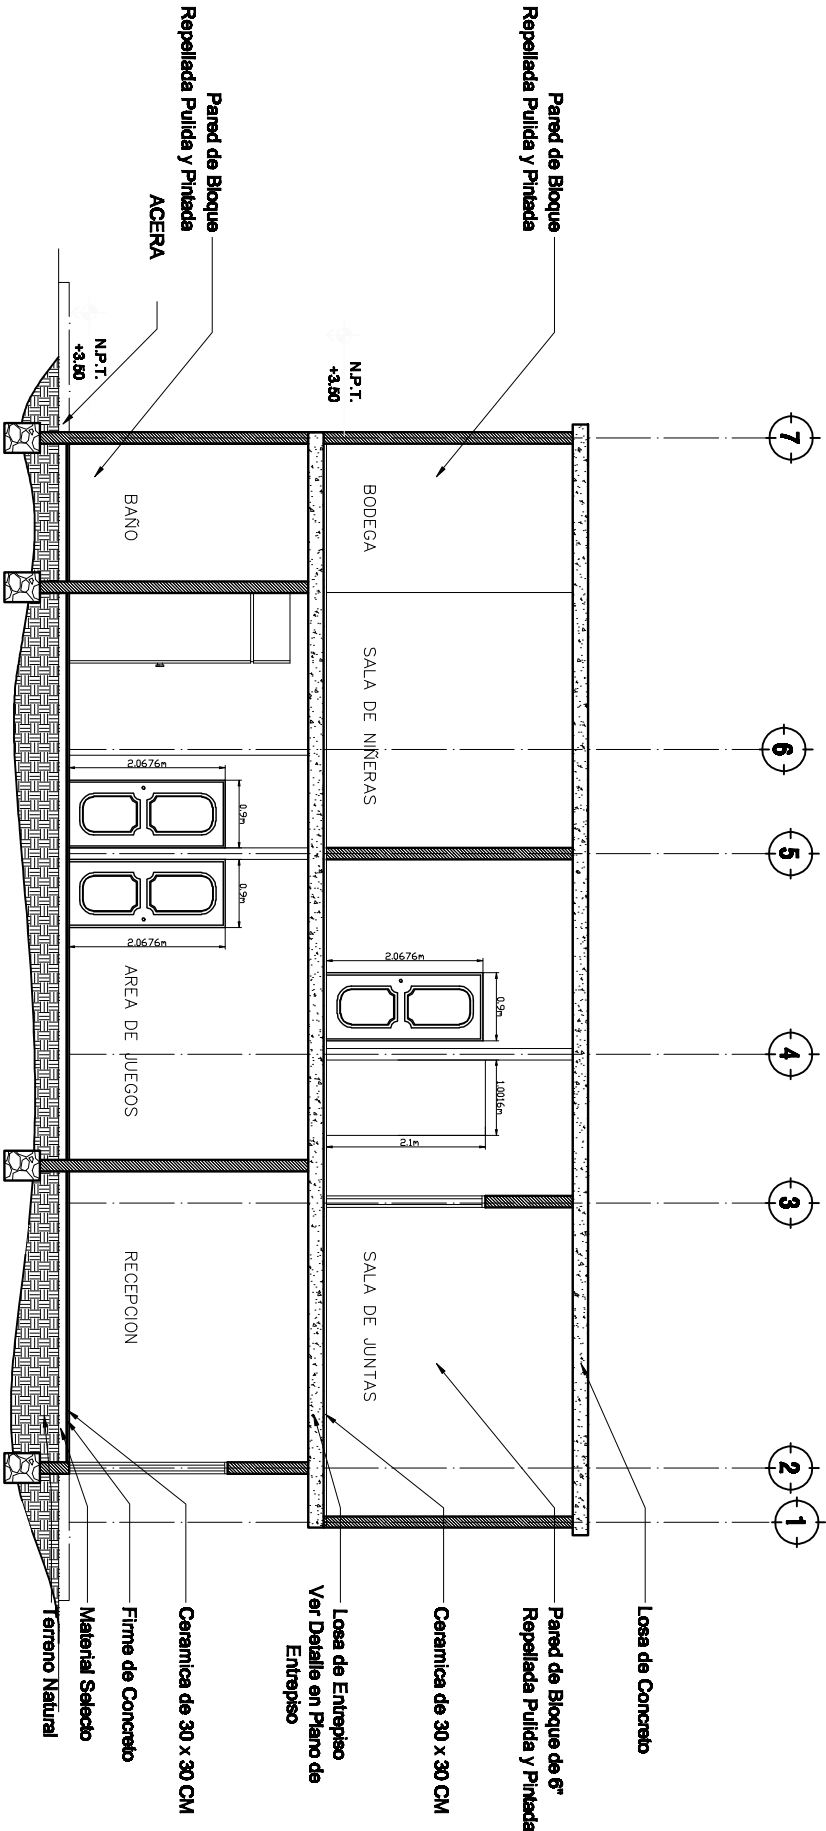 7
6
5
4
3
2
1
Pared de Bloque
Repellada Pulida y Pintada
Pared de Bloque
Repellada Pulida y Pintada
ACERA
N.P.T.
+3.50
N.P.T.
+3.50
BODEGA
SALA DE NIÑERAS
SALA DE JUNTAS
BAÑO
AREA DE JUEGOS
RECEPCION
2.0676m
0.9m
0.9m
2.0676m
2.0676m
0.9m
1.0016m
2.1m
Losa de Concreto
Pared de Bloque de 6"
Repellada Pulida y Pintada
Ceramica de 30 x 30 CM
Losa de Entrepiso
Ver Detalle en Plano de
Entrepiso
Ceramica de 30 x 30 CM
Firme de Concreto
Material Selecto
Terreno Natural